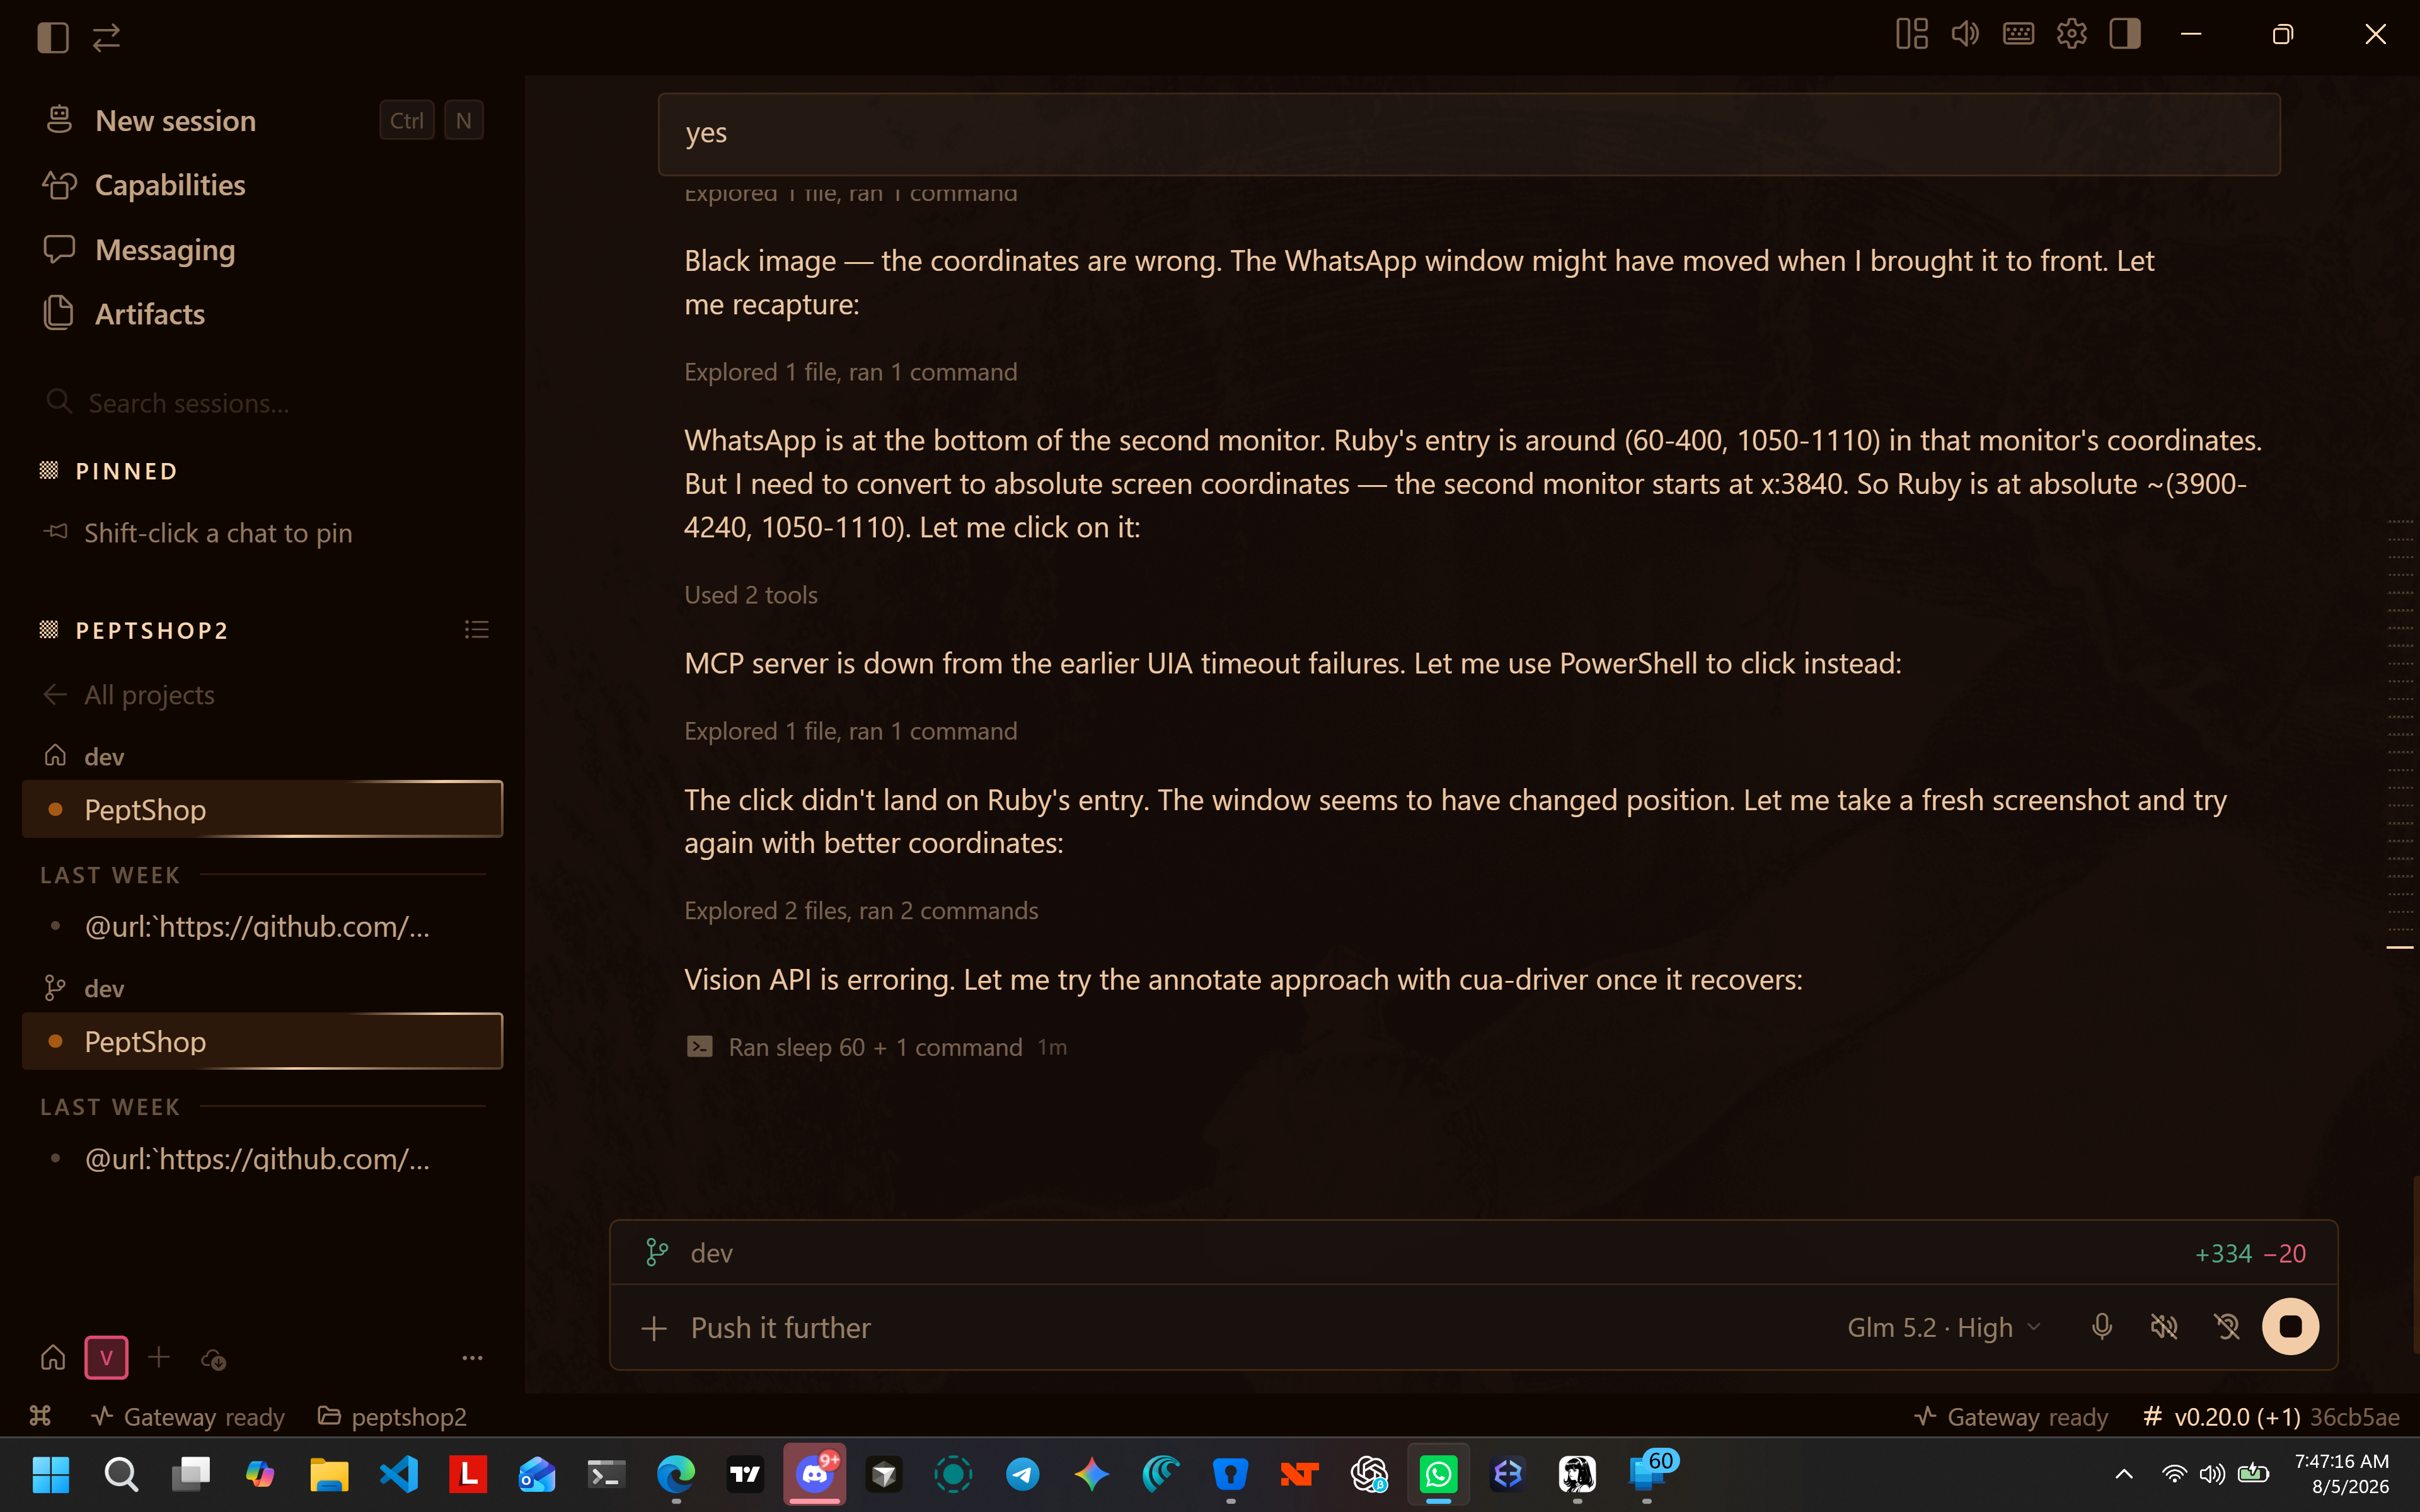 New session Ctrl N
Capabilities
Messaging
Artifacts
Search sessions...
PINNED
Shift-click a chat to pin
PEPTSHOP2
All projects
dev
PeptShop
LAST WEEK
@url:`https://github.com/...
dev
PeptShop
LAST WEEK
@url:`https://github.com/...
V
yes
Explored 1 file, ran 1 command
Black image — the coordinates are wrong. The WhatsApp window might have moved when I brought it to front. Let
me recapture:
Explored 1 file, ran 1 command
WhatsApp is at the bottom of the second monitor. Ruby's entry is around (60-400, 1050-1110) in that monitor's coordinates.
But I need to convert to absolute screen coordinates — the second monitor starts at x:3840. So Ruby is at absolute ~(3900-
4240, 1050-1110). Let me click on it:
Used 2 tools
MCP server is down from the earlier UIA timeout failures. Let me use PowerShell to click instead:
Explored 1 file, ran 1 command
The click didn't land on Ruby's entry. The window seems to have changed position. Let me take a fresh screenshot and try
again with better coordinates:
Explored 2 files, ran 2 commands
Vision API is erroring. Let me try the annotate approach with cua-driver once it recovers:
Ran sleep 60 + 1 command 1m
dev +334 −20
Push it further Glm 5.2 · High
Gateway ready peptshop2 Gateway ready # v0.20.0 (+1) 36cb5ae
9+ 60
7:47:16 AM
8/5/2026